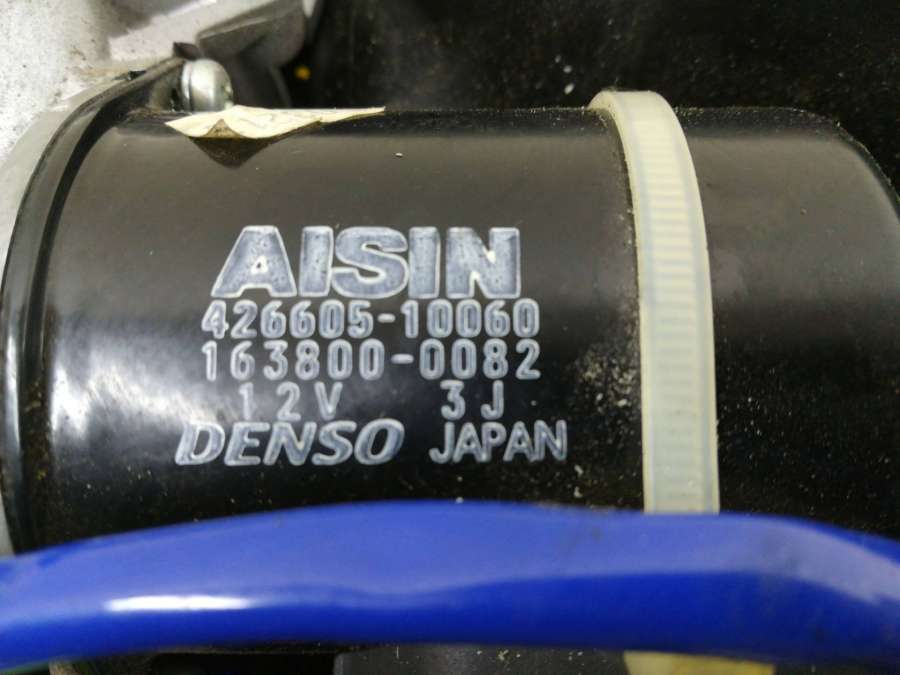 AISIN
426605-10060
163800-0082
12V 3J
DENSO JAPAN